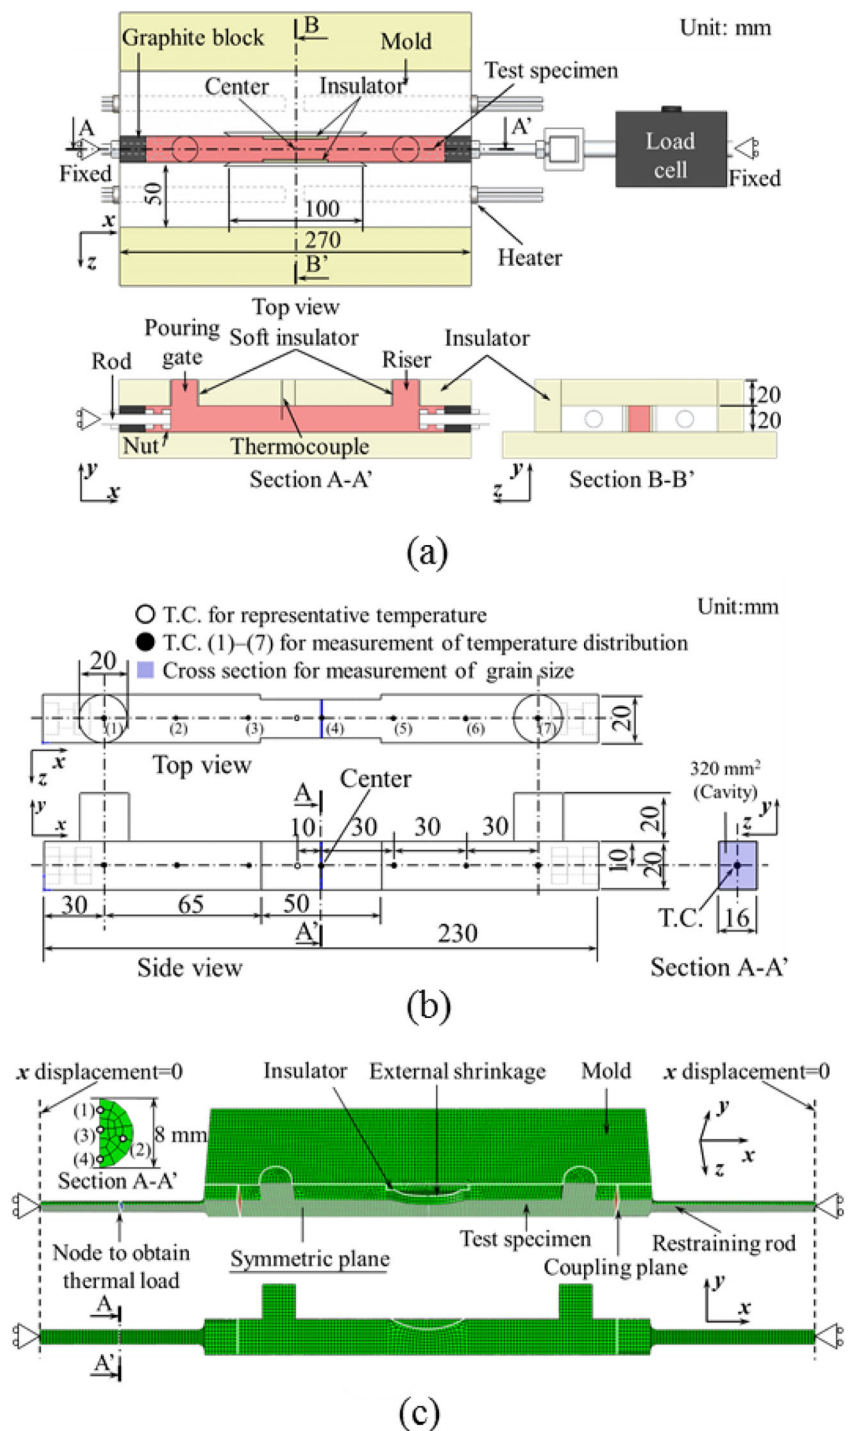 B
Unit: mm
Graphite block
Mold
Center
Insulator
Test specimen
A
A'
Load
cell
Fixed
Fixed
50
100
x
z
270
Heater
B'
Top view
Pouring
gate
Soft insulator
Riser
Insulator
Rod
20
20
Nut
Thermocouple
y
x
Section A-A'
y
z
Section B-B'
(a)
T.C. for representative temperature
Unit:mm
T.C. (1)–(7) for measurement of temperature distribution
Cross section for measurement of grain size
20
(1)
(2)
(3)
(4)
(5)
(6)
(7)
20
x
z
Top view
Center
320 mm²
(Cavity)
y
x
A
10
30
30
30
20
10
20
y
z
T.C.
30
65
50
16
A'
230
Side view
Section A-A'
(b)
x displacement=0
Insulator
External shrinkage
Mold
x displacement=0
(1)
(3)
(2)
(4)
8 mm
Section A-A'
y
x
z
Node to obtain
thermal load
Symmetric plane
Test specimen
Coupling plane
Restraining rod
A
A'
y
x
(c)